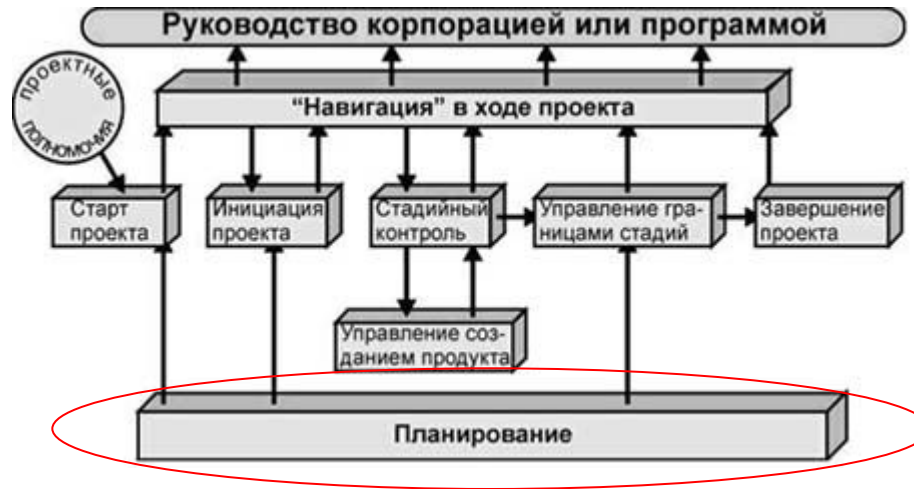 Руководство корпорацией или программой
проектные
полномочия
“Навигация” в ходе проекта
Старт
проекта
Инициация
проекта
Стадийный
контроль
Управление гра-
ницами стадий
Завершение
проекта
Управление соз-
данием продукта
Планирование